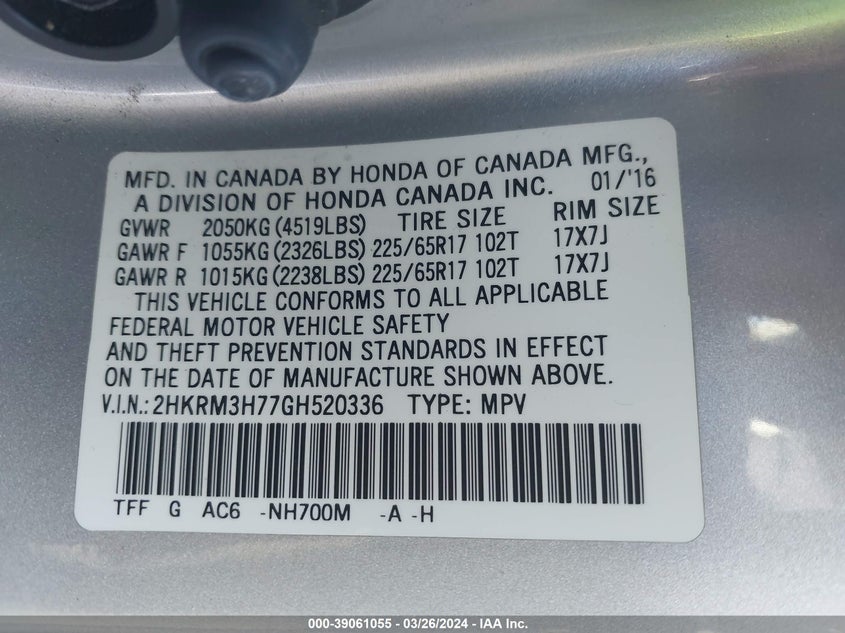 MFD. IN CANADA BY HONDA OF CANADA MFG.,
A DIVISION OF HONDA CANADA INC. 01/'16
GVWR 2050KG (4519LBS) TIRE SIZE RIM SIZE
GAWR F 1055KG (2326LBS) 225/65R17 102T 17X7J
GAWR R 1015KG (2238LBS) 225/65R17 102T 17X7J
THIS VEHICLE CONFORMS TO ALL APPLICABLE
FEDERAL MOTOR VEHICLE SAFETY
AND THEFT PREVENTION STANDARDS IN EFFECT
ON THE DATE OF MANUFACTURE SHOWN ABOVE.
V.I.N.: 2HKRM3H77GH520336 TYPE: MPV
TFF G AC6 -NH700M -A -H
000-39061055 — 03/26/2024 — IAA Inc.